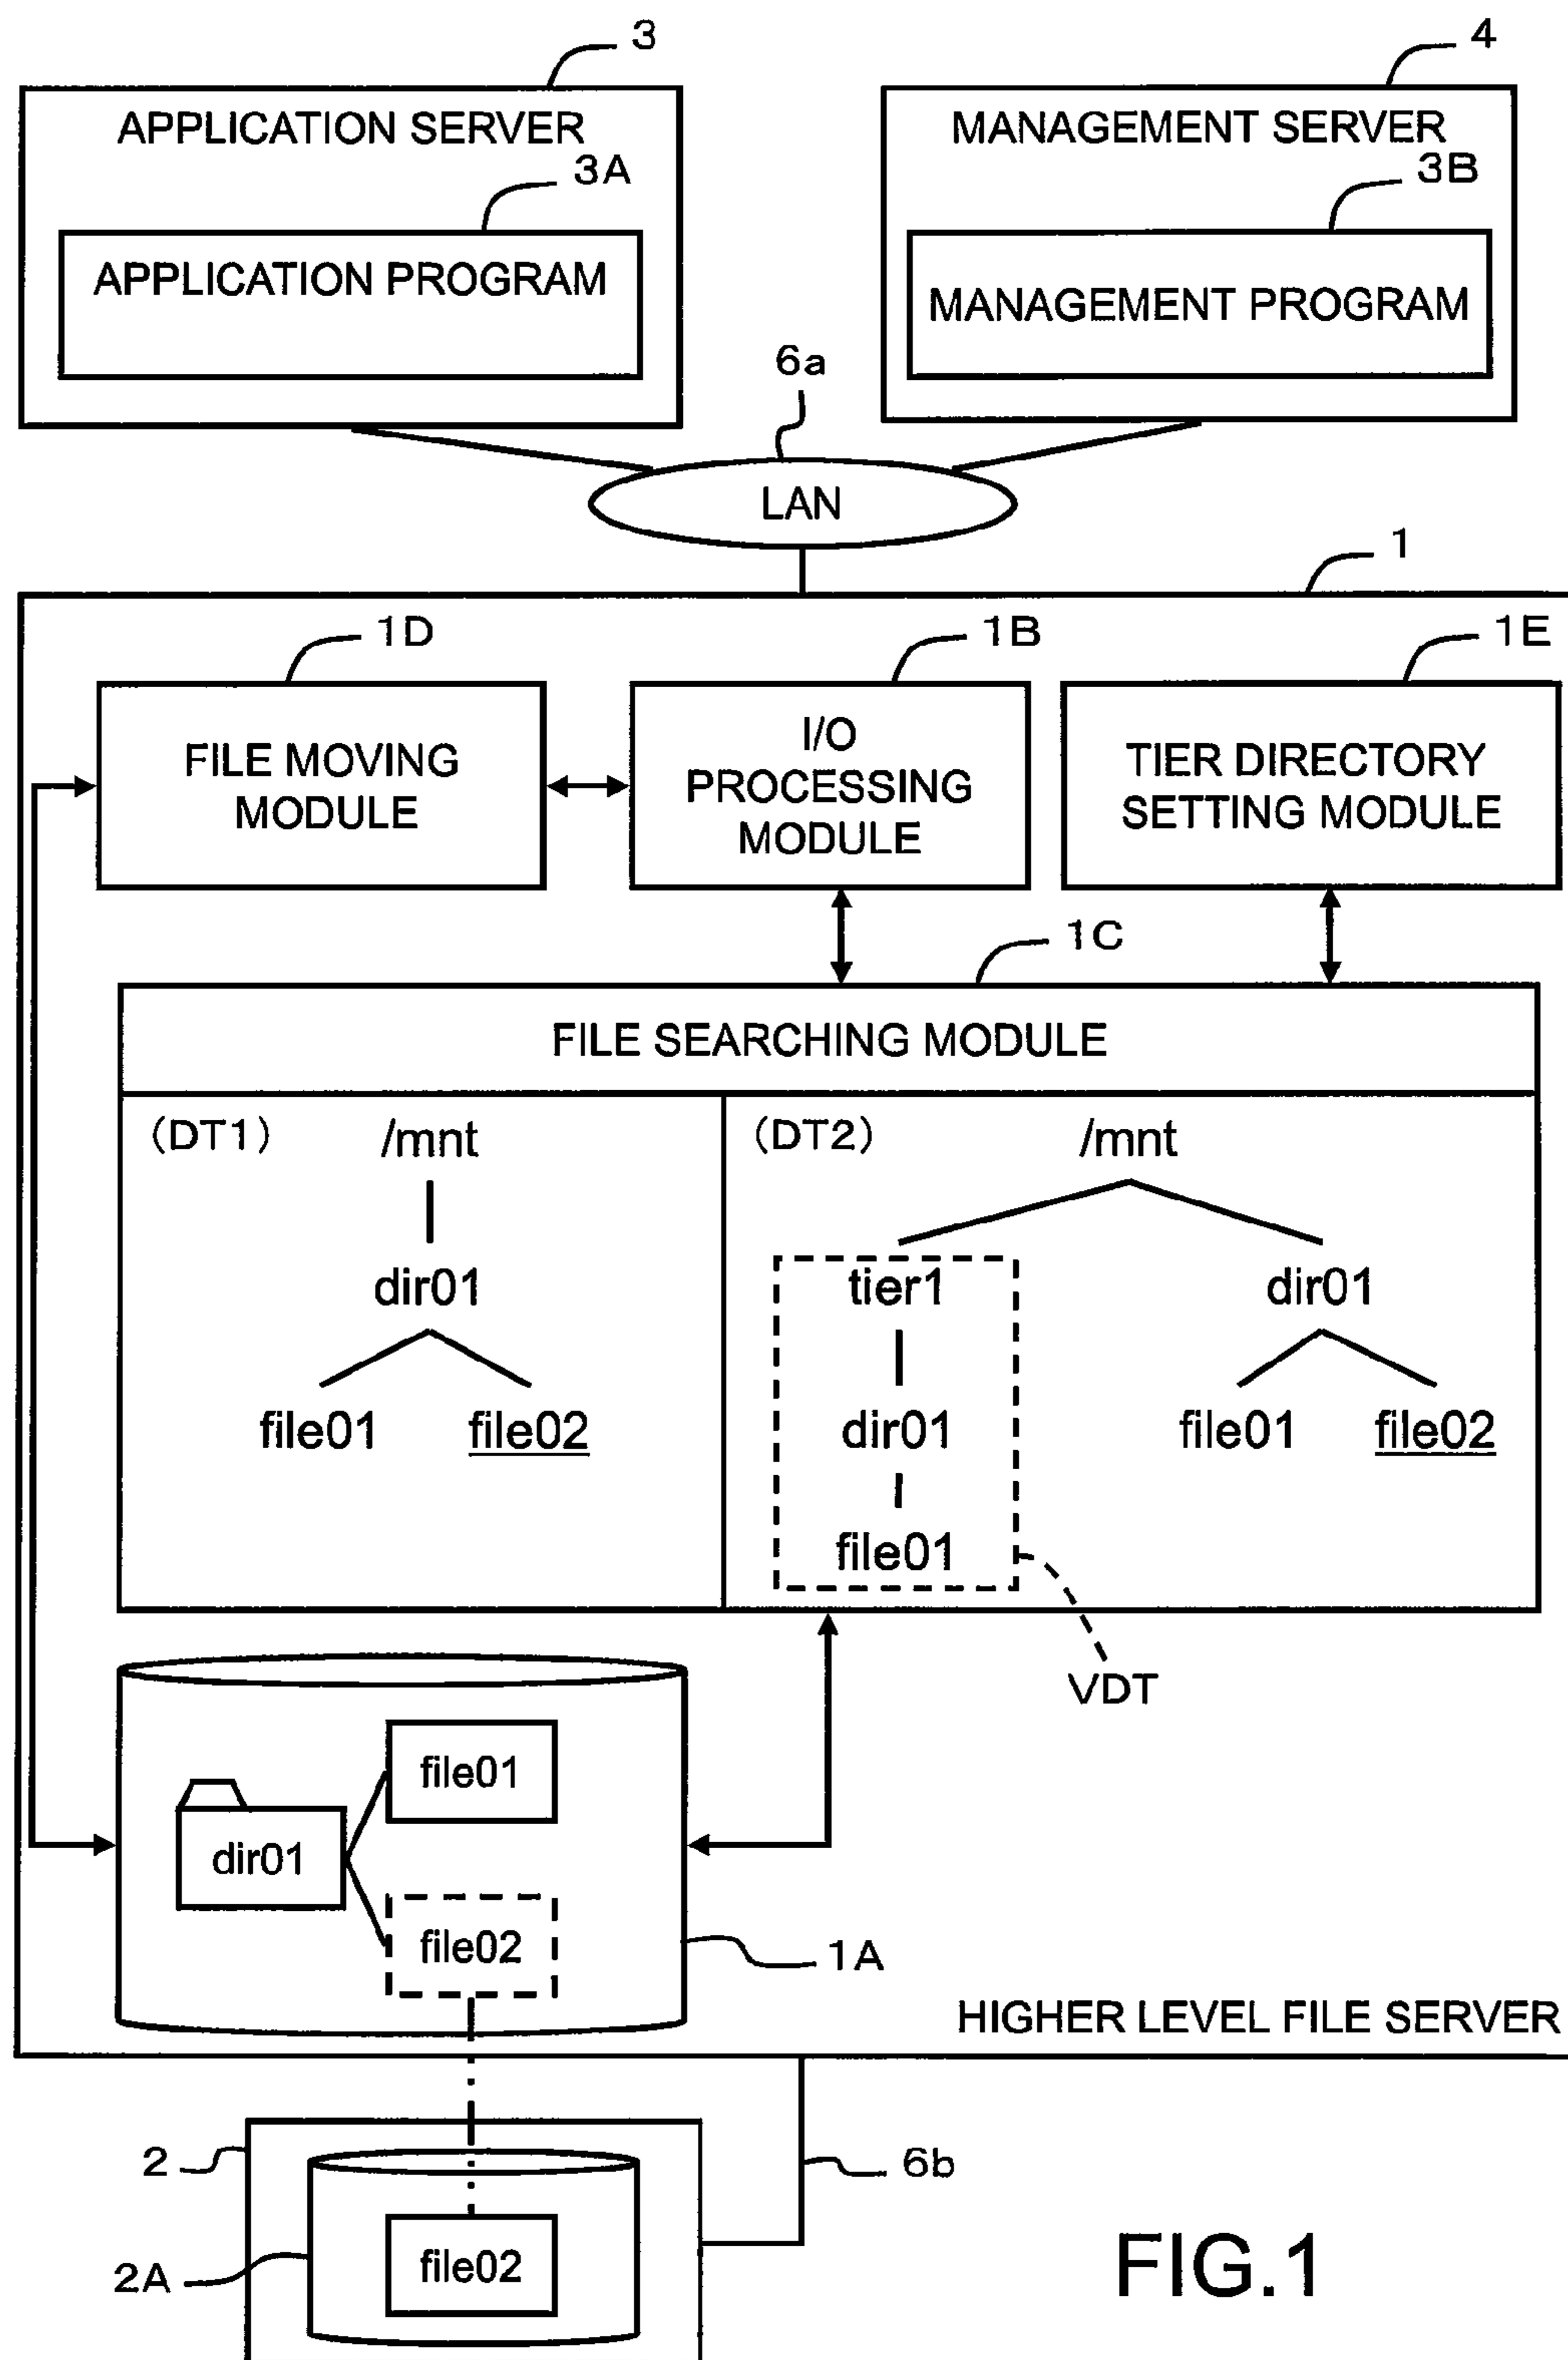 3
4
APPLICATION SERVER
MANAGEMENT SERVER
3A
3B
APPLICATION PROGRAM
MANAGEMENT PROGRAM
6a
LAN
1
1D
1B
1E
FILE MOVING
MODULE
I/O
PROCESSING
MODULE
TIER DIRECTORY
SETTING MODULE
1C
FILE SEARCHING MODULE
(DT1)
/mnt
dir01
file01
file02
(DT2)
/mnt
tier1
dir01
dir01
file01
file02
file01
VDT
file01
dir01
file02
1A
HIGHER LEVEL FILE SERVER
2
6b
2A
file02
FIG.1